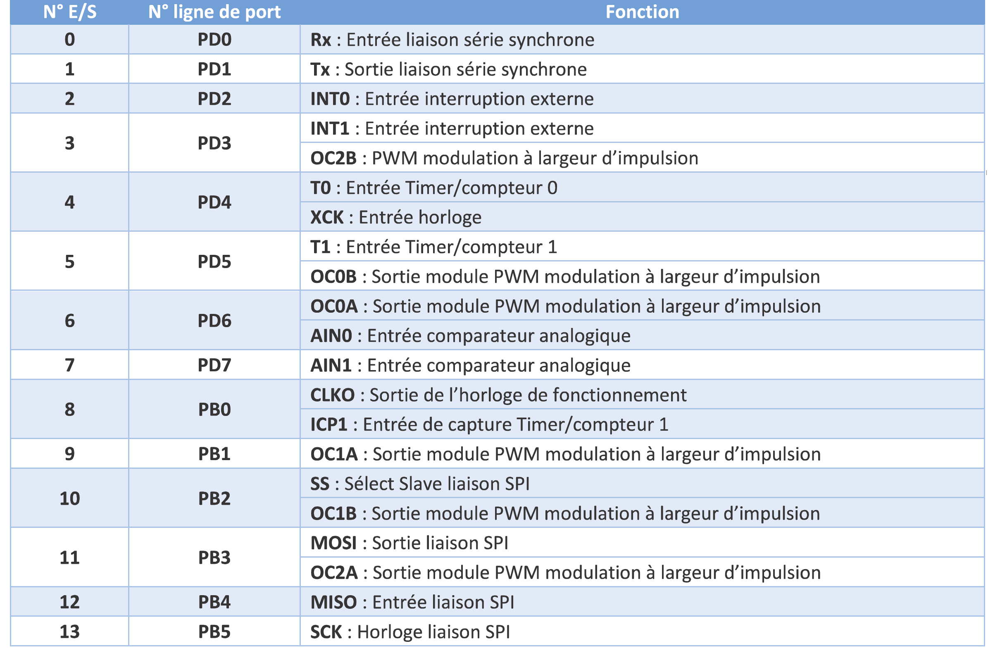 N° E/S N° ligne de port Fonction
0 PD0 Rx : Entrée liaison série synchrone
1 PD1 Tx : Sortie liaison série synchrone
2 PD2 INT0 : Entrée interruption externe
3 PD3 INT1 : Entrée interruption externe
OC2B : PWM modulation à largeur d’impulsion
4 PD4 T0 : Entrée Timer/compteur 0
XCK : Entrée horloge
5 PD5 T1 : Entrée Timer/compteur 1
OC0B : Sortie module PWM modulation à largeur d’impulsion
6 PD6 OC0A : Sortie module PWM modulation à largeur d’impulsion
AIN0 : Entrée comparateur analogique
7 PD7 AIN1 : Entrée comparateur analogique
8 PB0 CLKO : Sortie de l’horloge de fonctionnement
ICP1 : Entrée de capture Timer/compteur 1
9 PB1 OC1A : Sortie module PWM modulation à largeur d’impulsion
10 PB2 SS : Sélect Slave liaison SPI
OC1B : Sortie module PWM modulation à largeur d’impulsion
11 PB3 MOSI : Sortie liaison SPI
OC2A : Sortie module PWM modulation à largeur d’impulsion
12 PB4 MISO : Entrée liaison SPI
13 PB5 SCK : Horloge liaison SPI